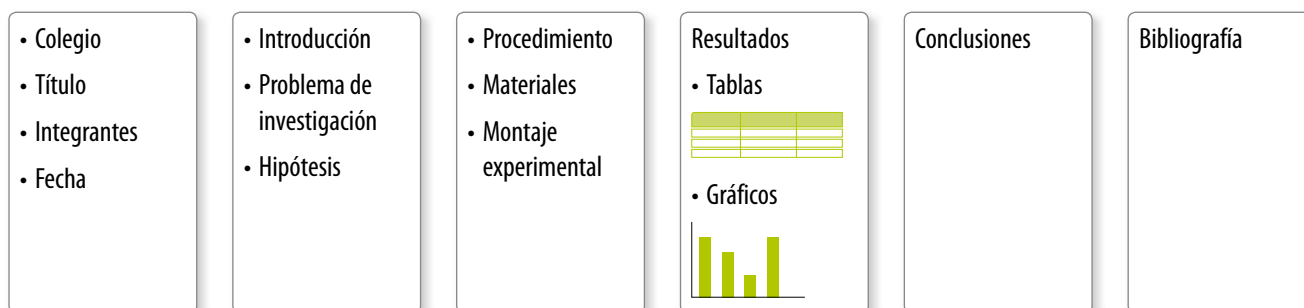 • Colegio
• Título
• Integrantes
• Fecha
• Introducción
• Problema de
investigación
• Hipótesis
• Procedimiento
• Materiales
• Montaje
experimental
Resultados
• Tablas
• Gráficos
Conclusiones
Bibliografía